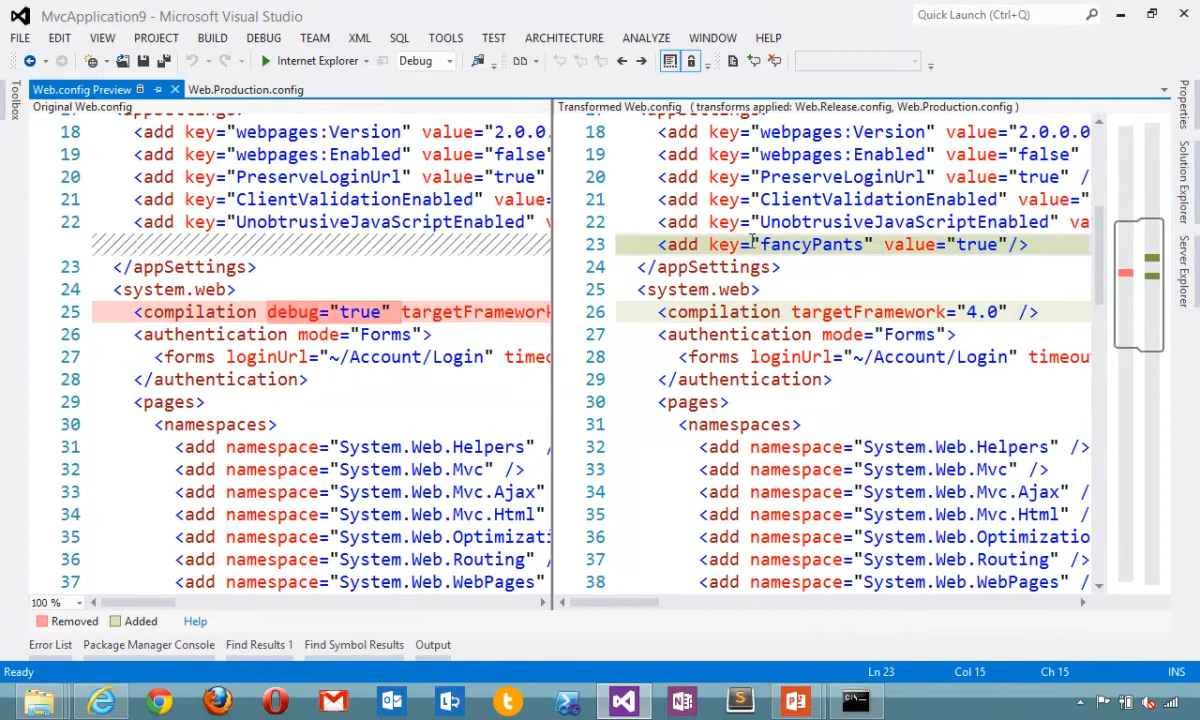 MvcApplication9 - Microsoft Visual Studio
Quick Launch (Ctrl+Q)
FILE EDIT VIEW PROJECT BUILD DEBUG TEAM XML SQL TOOLS TEST ARCHITECTURE ANALYZE WINDOW HELP
Internet Explorer Debug
Web.config Preview Web.Production.config
Toolbox
Properties
Solution Explorer
Server Explorer
Original Web.config
18 <add key="webpages:Version" value="2.0.0.
19 <add key="webpages:Enabled" value="false"
20 <add key="PreserveLoginUrl" value="true"
21 <add key="ClientValidationEnabled" value=
22 <add key="UnobtrusiveJavaScriptEnabled" v
23 </appSettings>
24 <system.web>
25 <compilation debug="true" targetFramework
26 <authentication mode="Forms">
27 <forms loginUrl="~/Account/Login" timeo
28 </authentication>
29 <pages>
30 <namespaces>
31 <add namespace="System.Web.Helpers" /
32 <add namespace="System.Web.Mvc" />
33 <add namespace="System.Web.Mvc.Ajax"
34 <add namespace="System.Web.Mvc.Html"
35 <add namespace="System.Web.Optimizati
36 <add namespace="System.Web.Routing" /
37 <add namespace="System.Web.WebPages"
Transformed Web.config ( transforms applied: Web.Release.config, Web.Production.config )
18 <add key="webpages:Version" value="2.0.0.0
19 <add key="webpages:Enabled" value="false"
20 <add key="PreserveLoginUrl" value="true" /
21 <add key="ClientValidationEnabled" value="
22 <add key="UnobtrusiveJavaScriptEnabled" va
23 <add key="fancyPants" value="true"/>
24 </appSettings>
25 <system.web>
26 <compilation targetFramework="4.0" />
27 <authentication mode="Forms">
28 <forms loginUrl="~/Account/Login" timeou
29 </authentication>
30 <pages>
31 <namespaces>
32 <add namespace="System.Web.Helpers" />
33 <add namespace="System.Web.Mvc" />
34 <add namespace="System.Web.Mvc.Ajax" /
35 <add namespace="System.Web.Mvc.Html" /
36 <add namespace="System.Web.Optimizatio
37 <add namespace="System.Web.Routing" />
38 <add namespace="System.Web.WebPages" /
100 %
Removed Added Help
Error List Package Manager Console Find Results 1 Find Symbol Results Output
Ready Ln 23 Col 15 Ch 15 INS